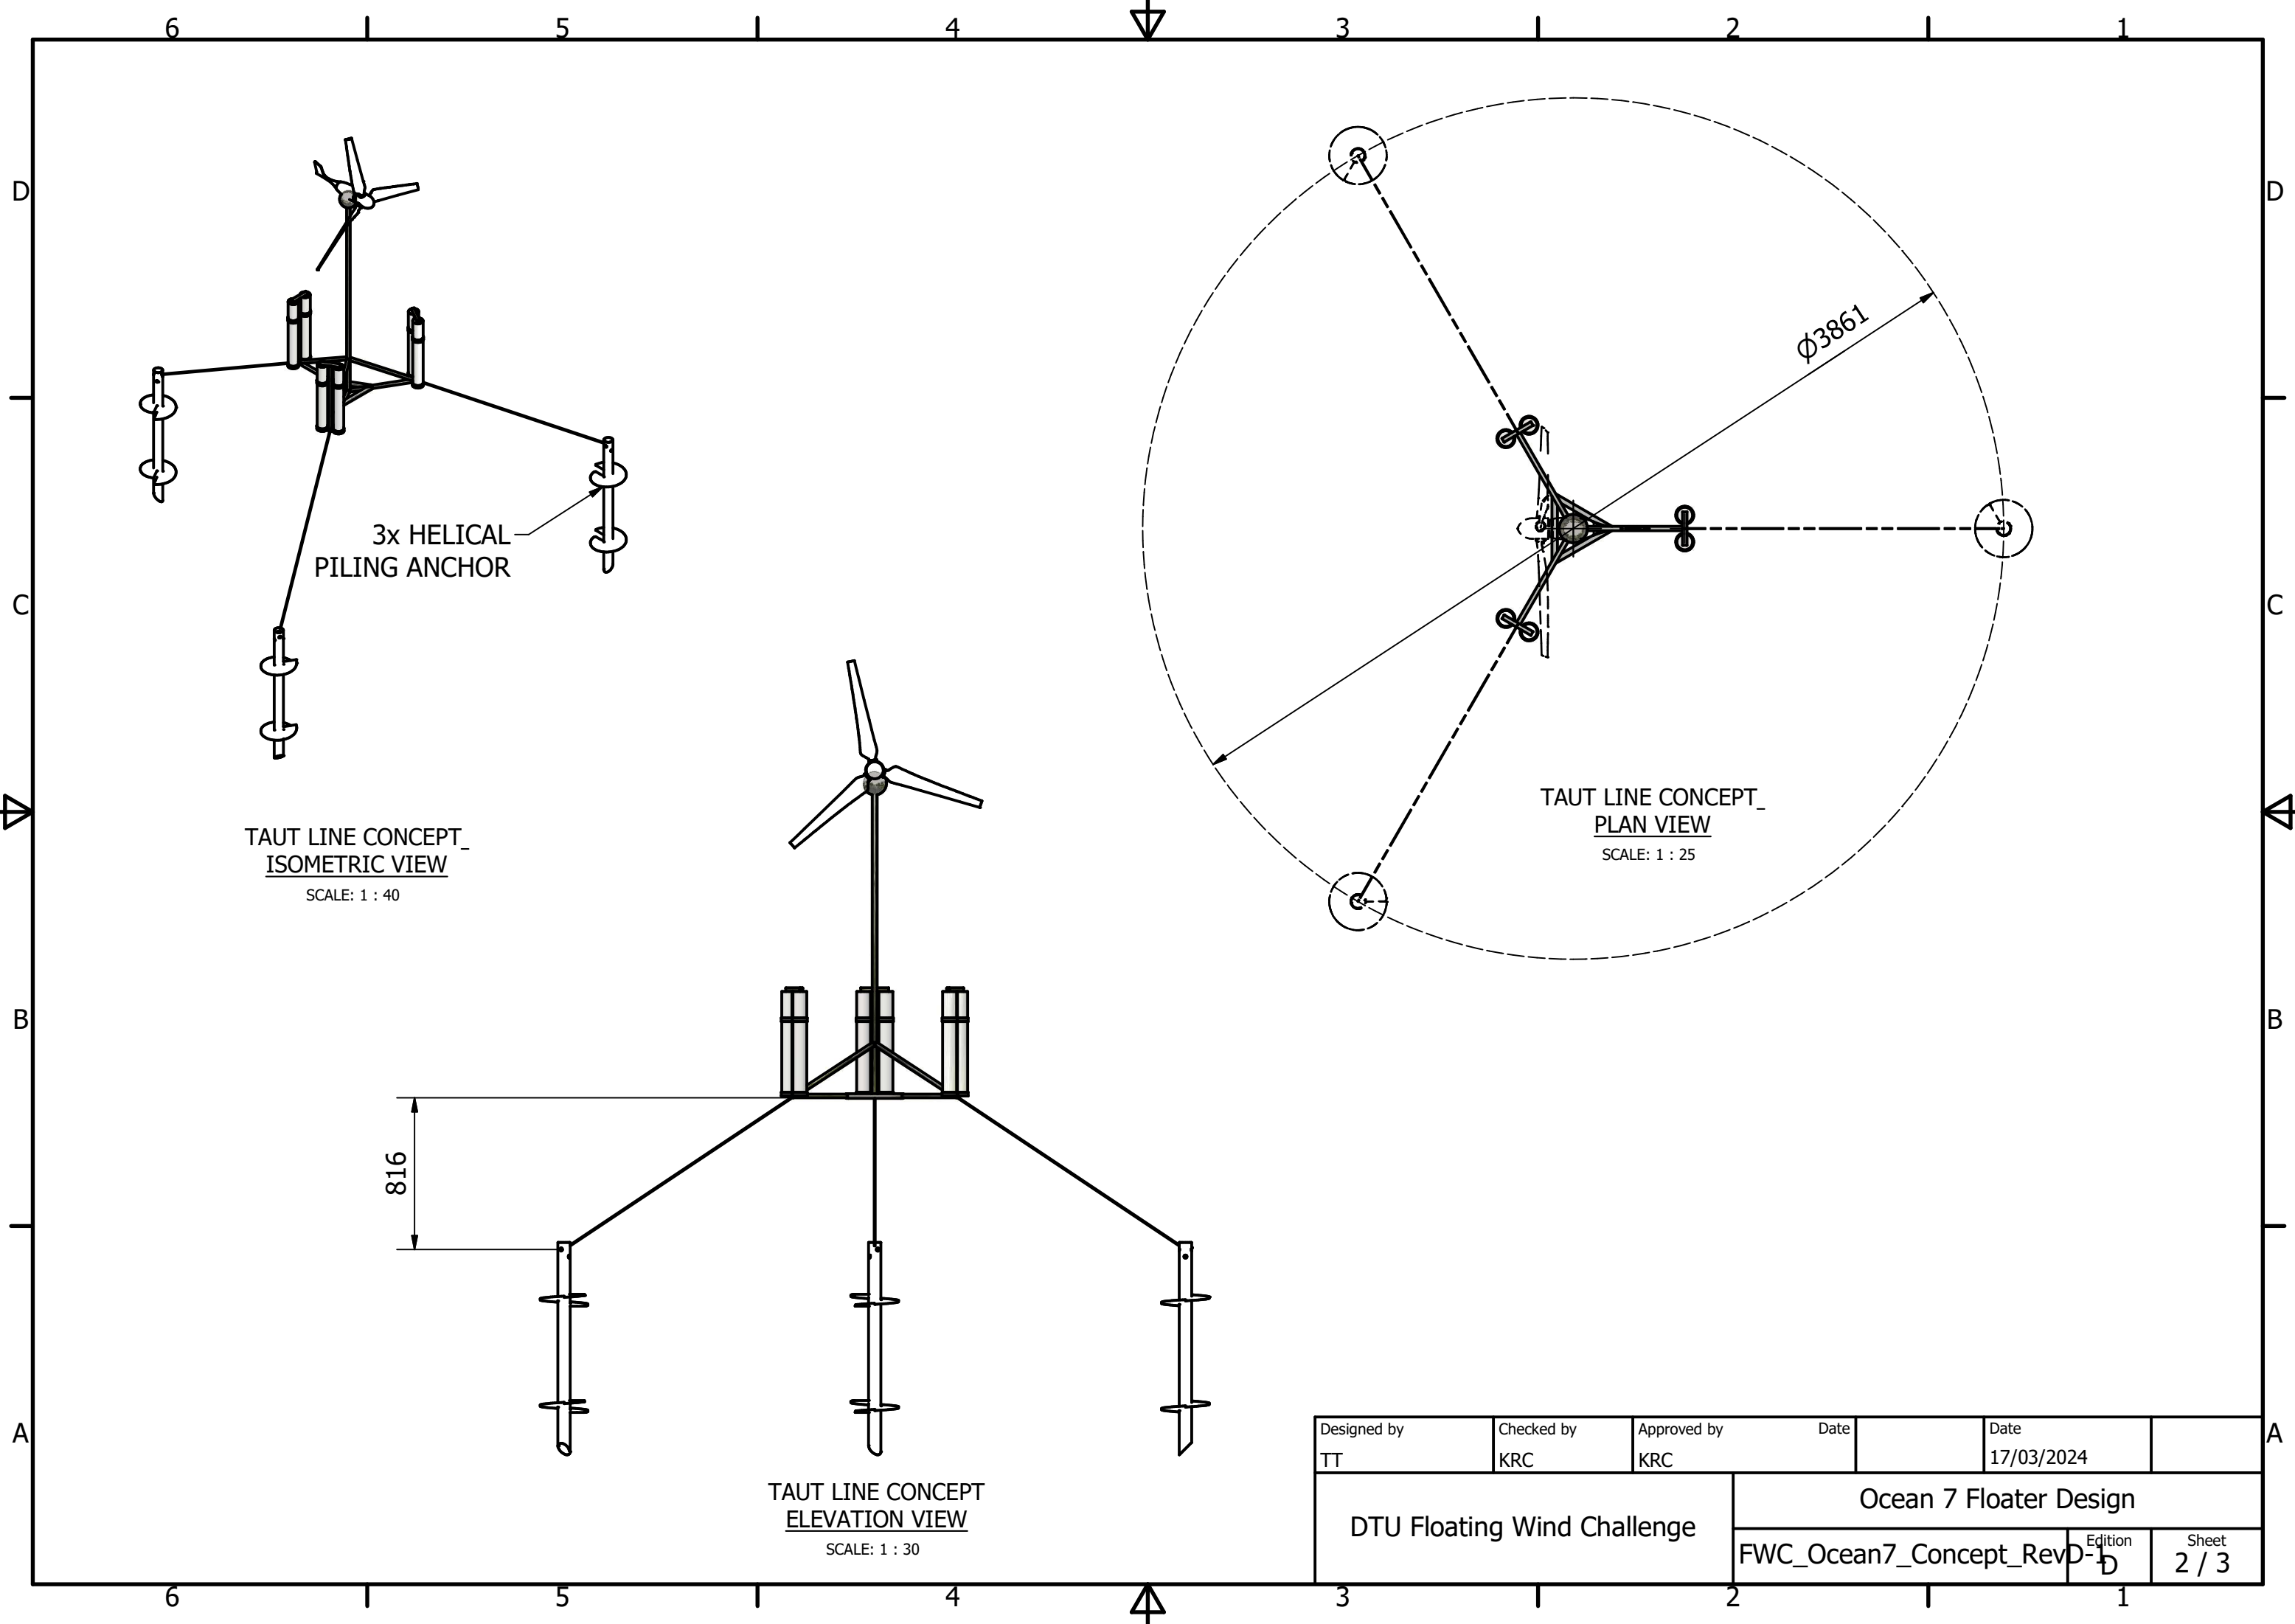 6 5 4 3 2 1
D D
C C
B B
A A
3x HELICAL
PILING ANCHOR
TAUT LINE CONCEPT_
ISOMETRIC VIEW
SCALE: 1 : 40
⌀3861
TAUT LINE CONCEPT_
PLAN VIEW
SCALE: 1 : 25
816
TAUT LINE CONCEPT
ELEVATION VIEW
SCALE: 1 : 30
Designed by Checked by Approved by Date Date
TT KRC KRC 17/03/2024
DTU Floating Wind Challenge
Ocean 7 Floater Design
FWC_Ocean7_Concept_RevD-1
Edition
D
Sheet
2 / 3
6 5 4 3 2 1